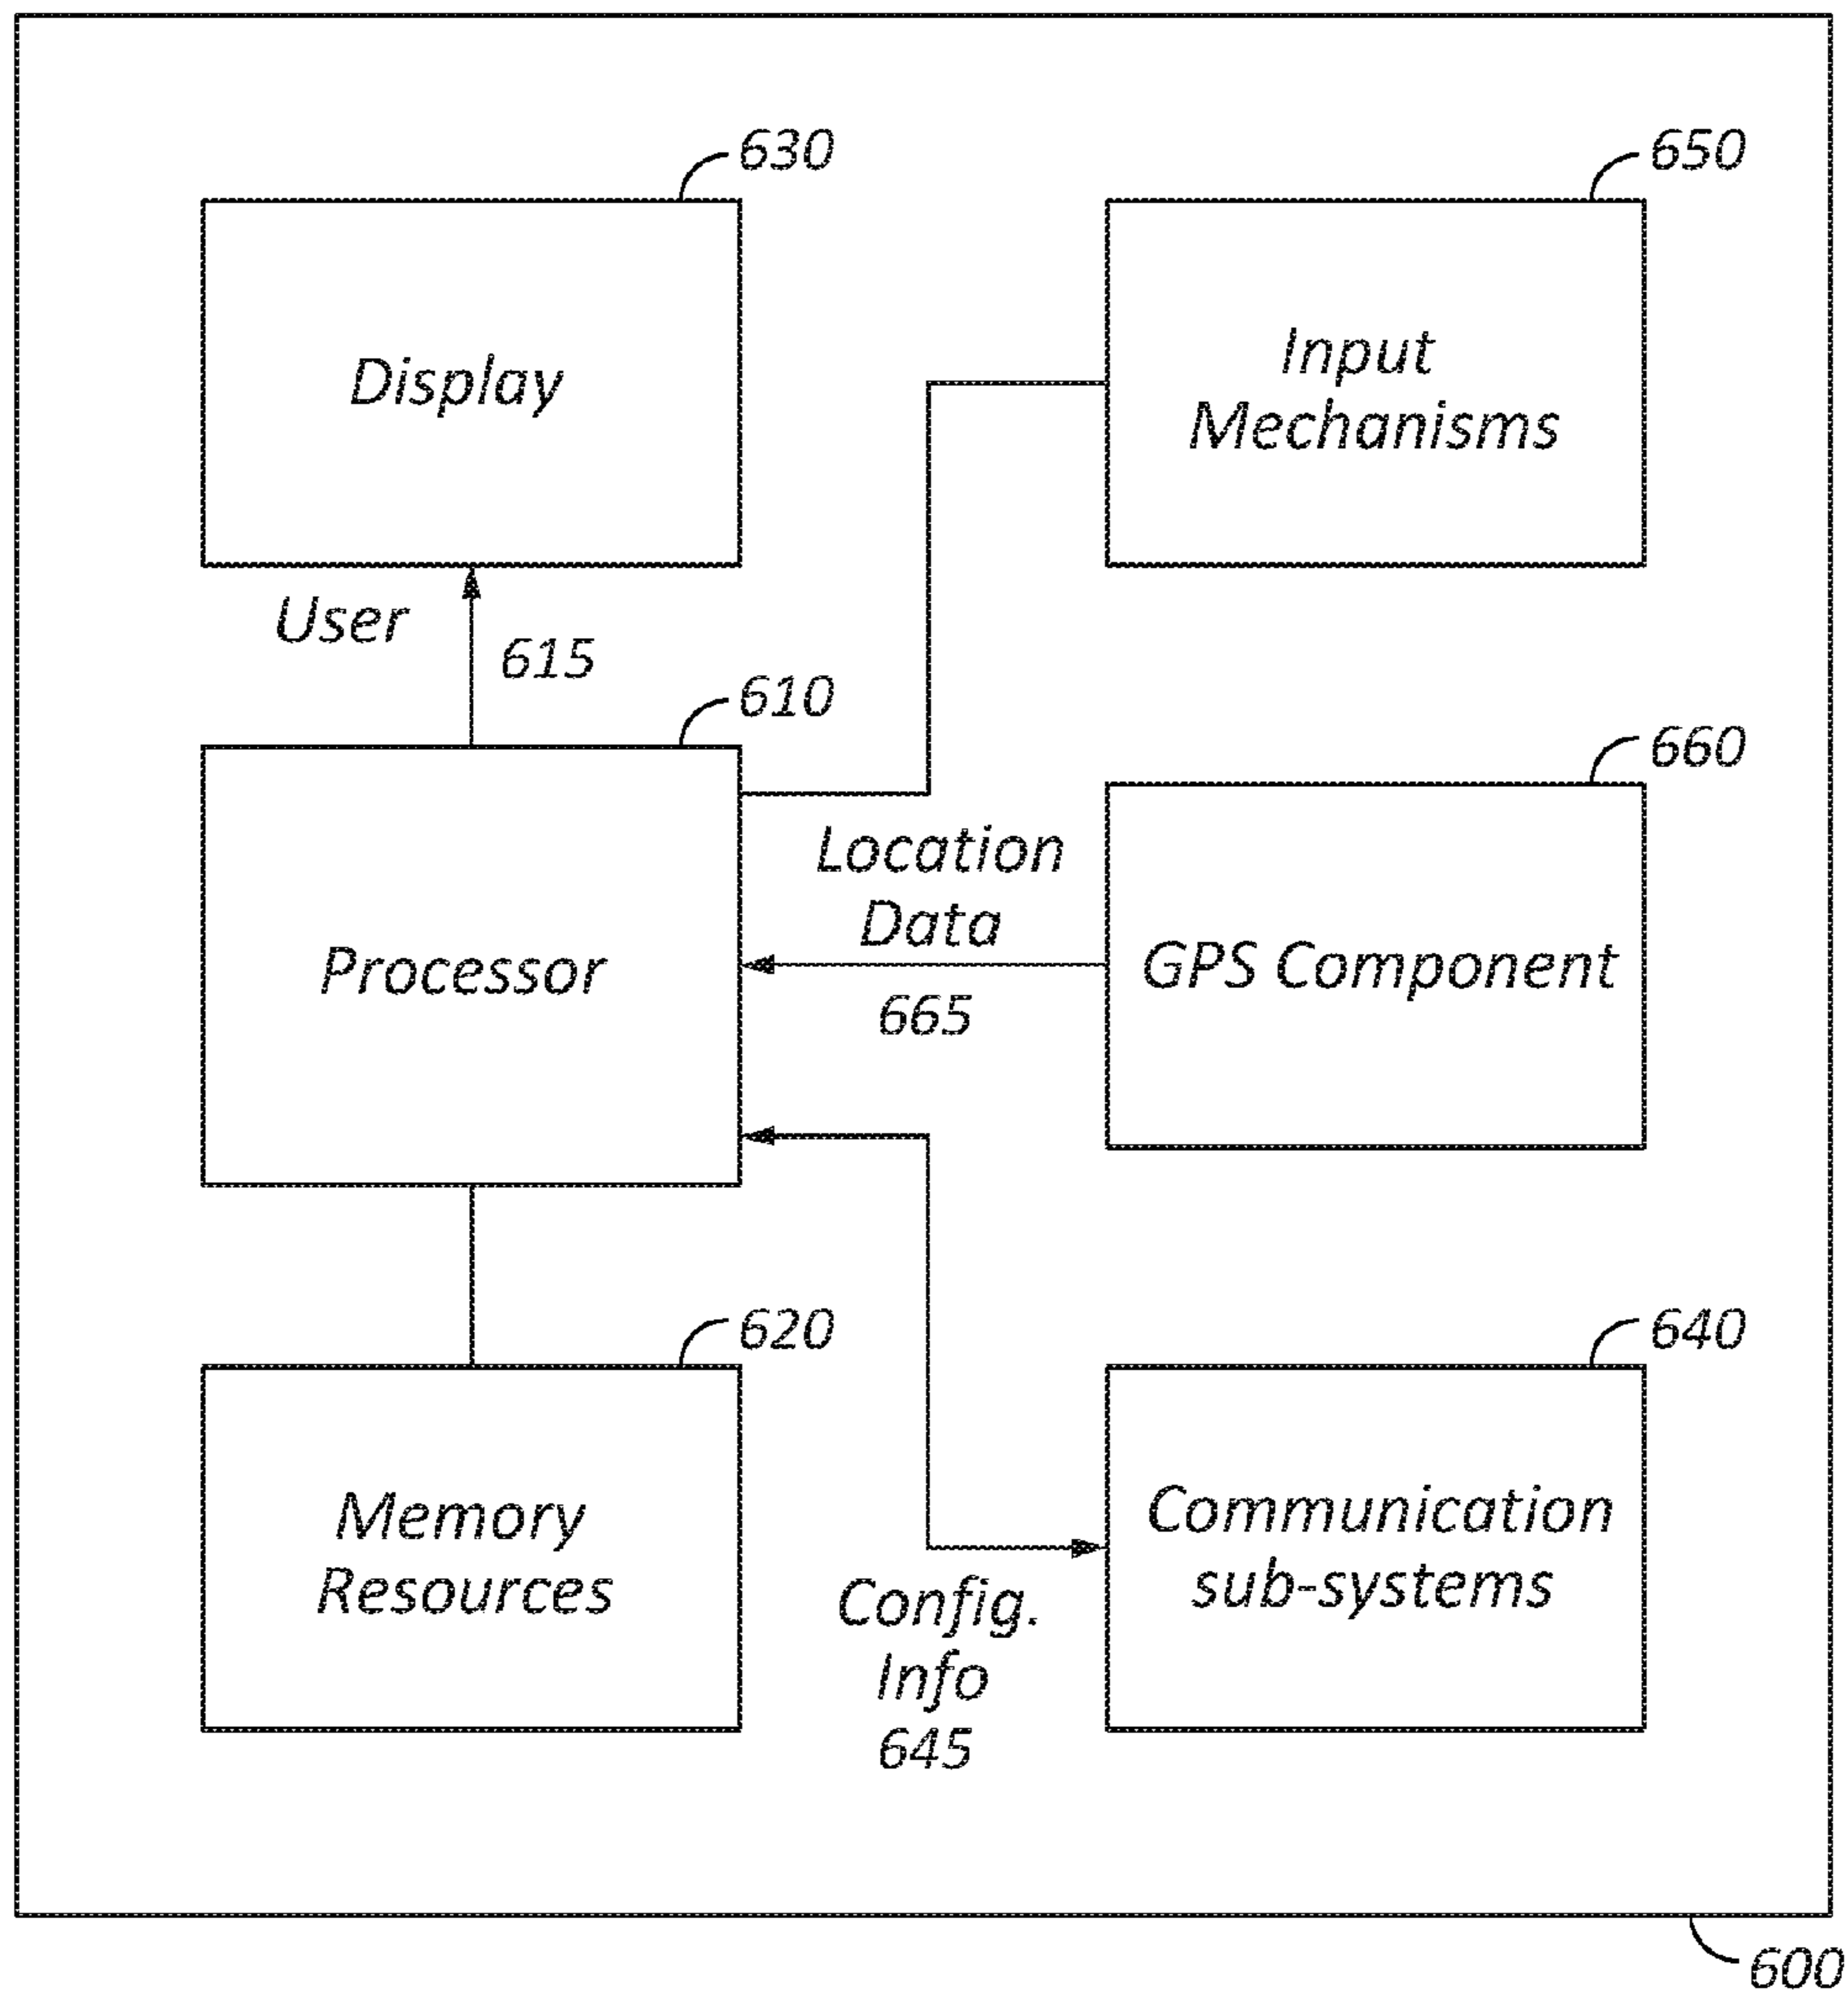 630
650
Display
Input
Mechanisms
User
615
610
660
Location
Data
Processor
GPS Component
665
620
640
Memory
Resources
Communication
sub-systems
Config.
Info
645
600